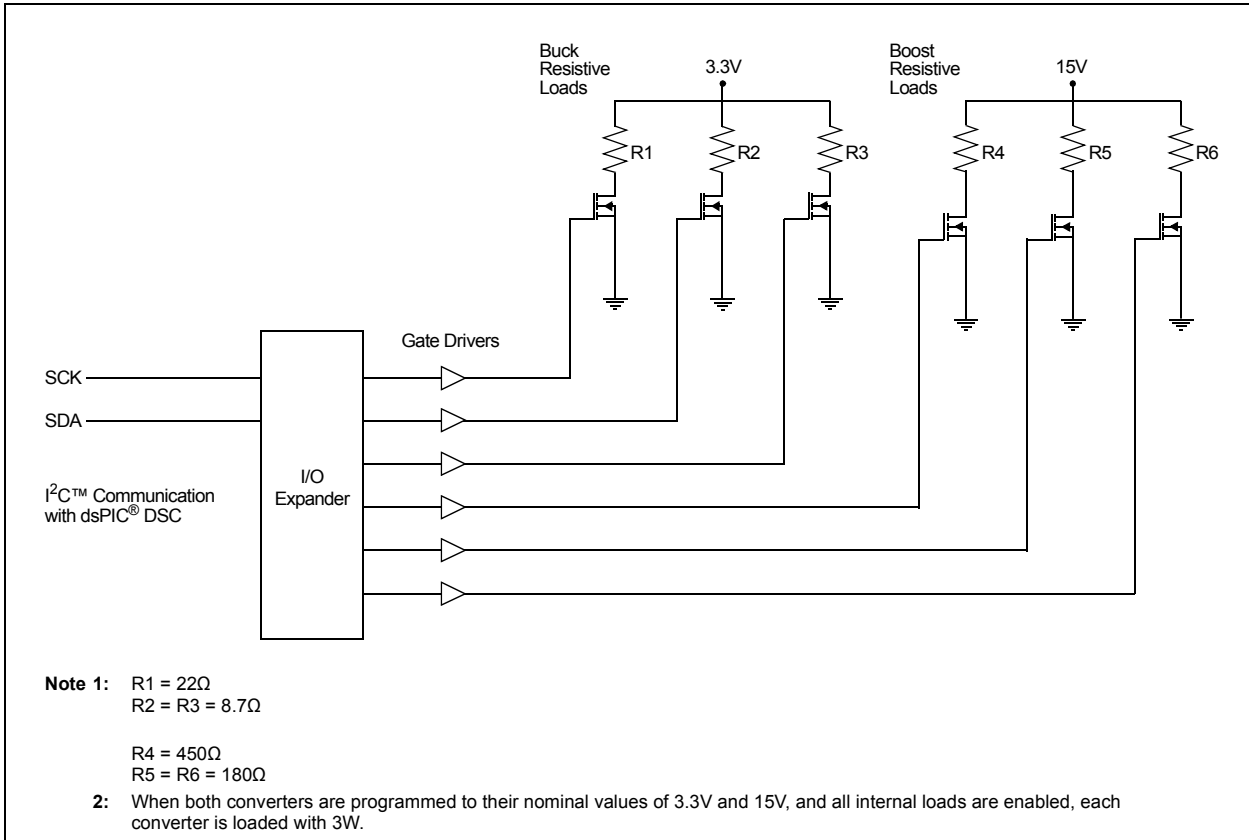 Buck
Resistive
Loads
3.3V
Boost
Resistive
Loads
15V
R1
R2
R3
R4
R5
R6
Gate Drivers
SCK
SDA
I/O
Expander
I²C™ Communication
with dsPIC® DSC
Note 1: R1 = 22Ω
R2 = R3 = 8.7Ω
R4 = 450Ω
R5 = R6 = 180Ω
2: When both converters are programmed to their nominal values of 3.3V and 15V, and all internal loads are enabled, each
converter is loaded with 3W.